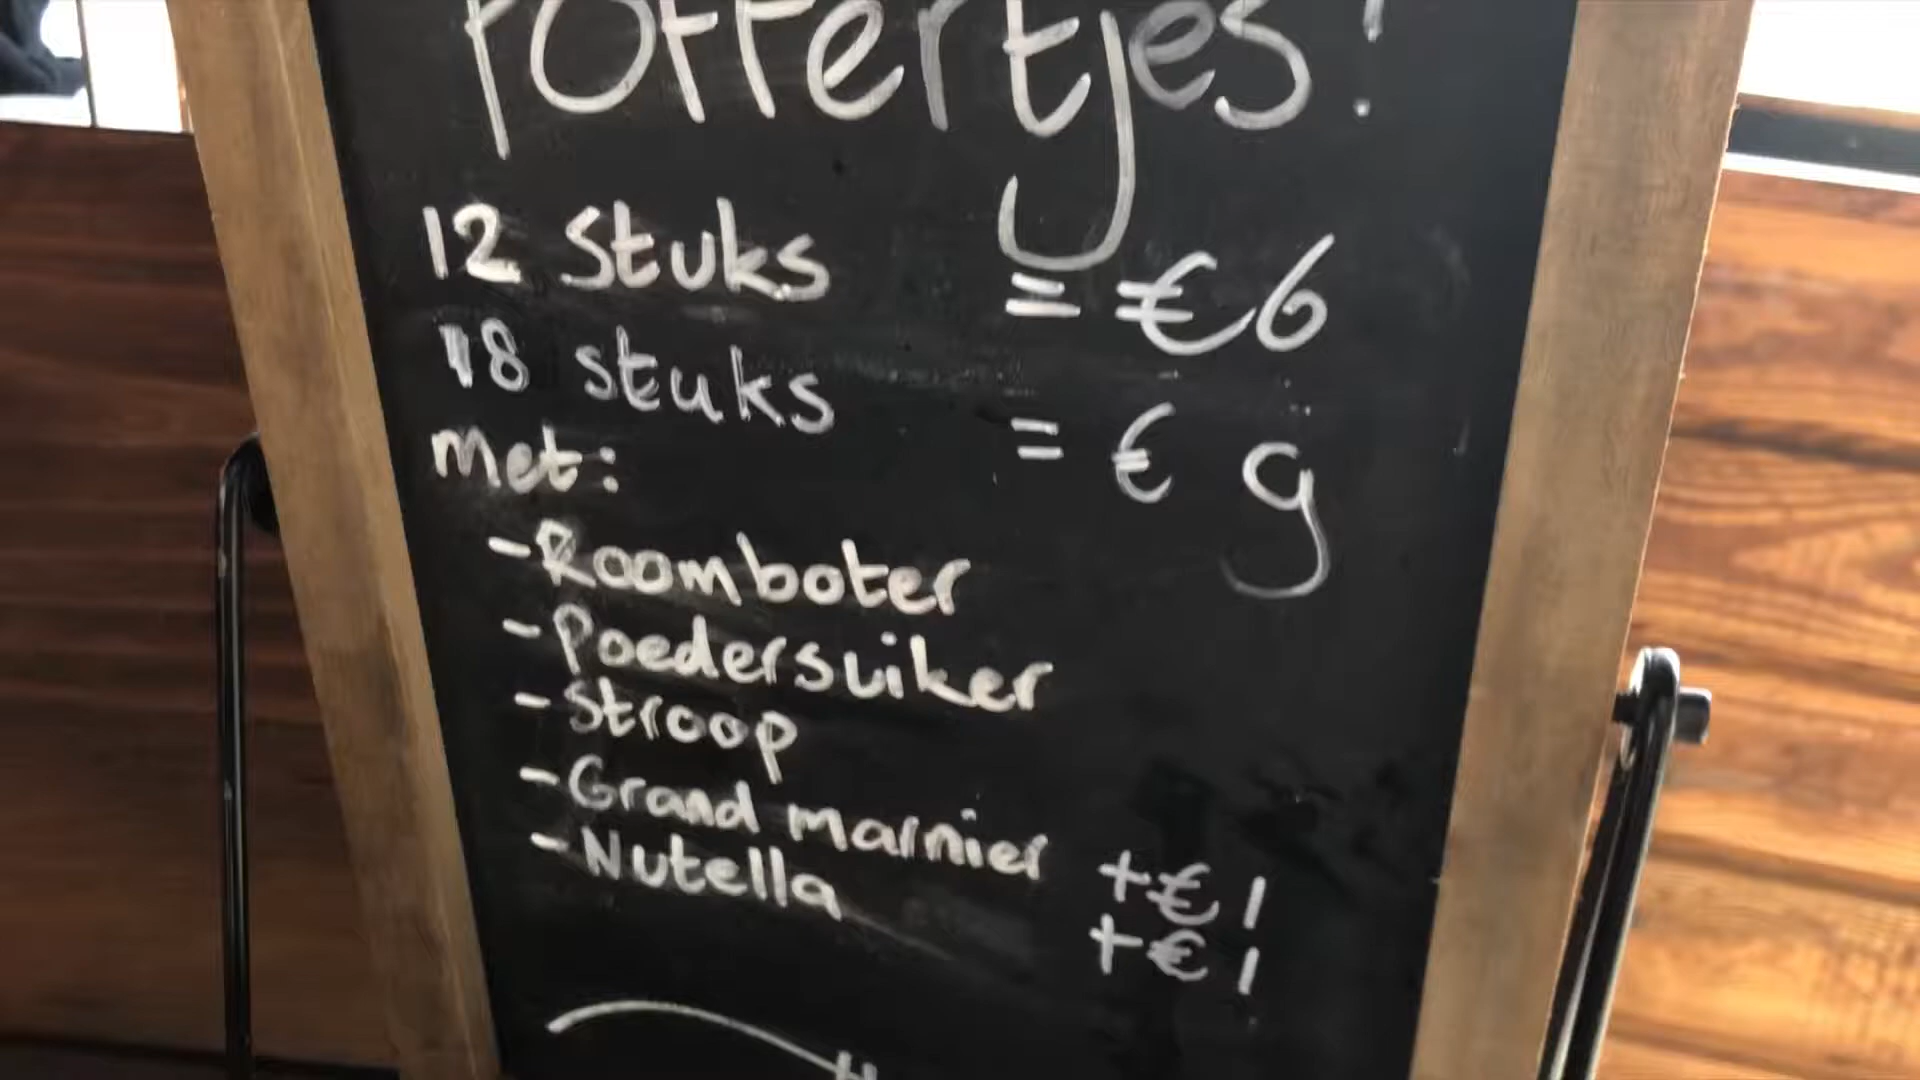 Poffertjes!
12 Stuks = €6
18 stuks = € 9
met:
- Roomboter
- Poedersuiker
- Stroop
- Grand marnier +€1
- Nutella +€1